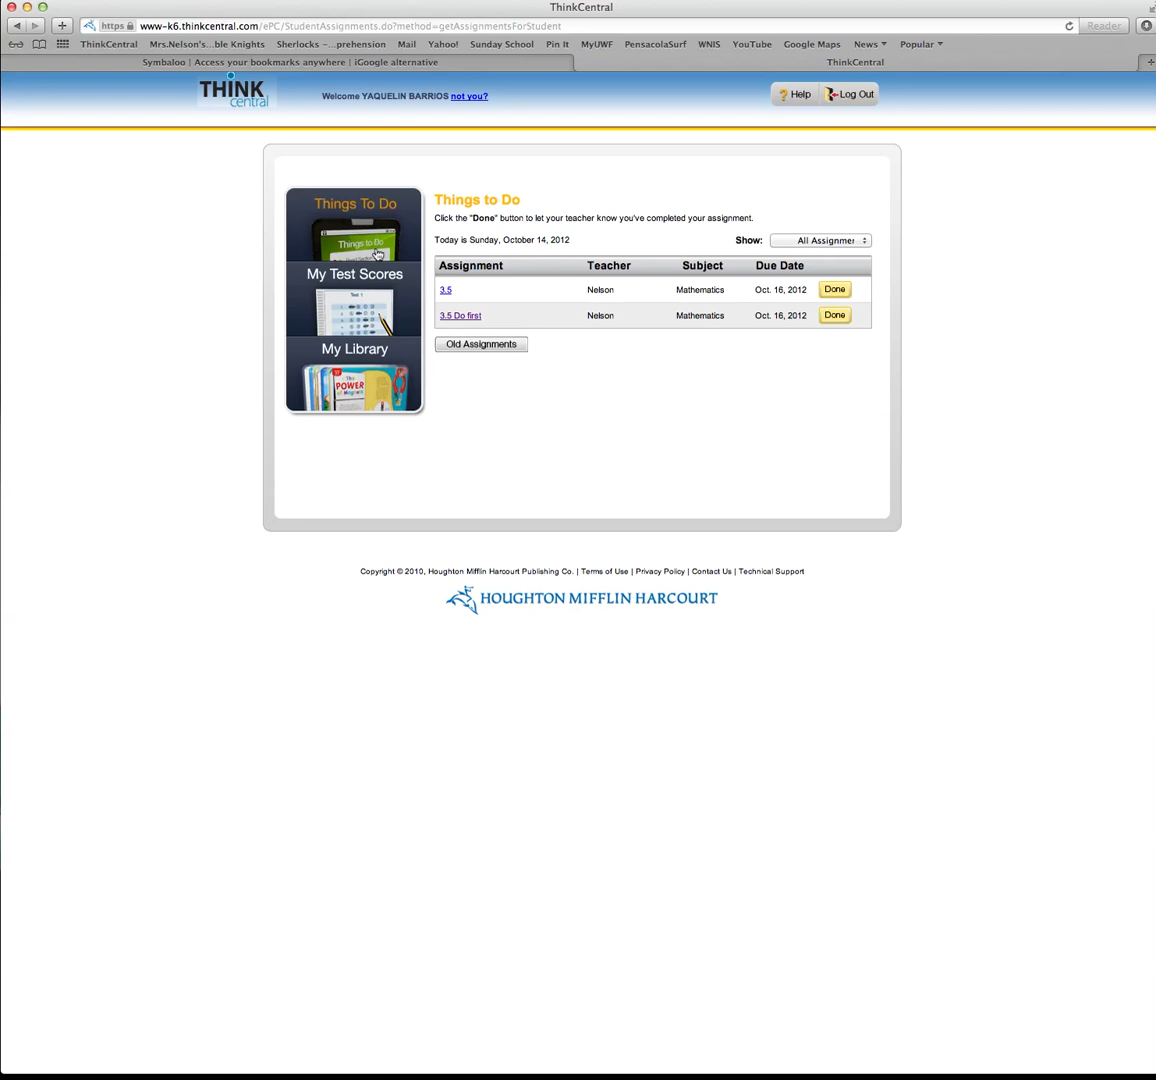 ThinkCentral
https www-k6.thinkcentral.com/ePC/StudentAssignments.do?method=getAssignmentsForStudent Reader
ThinkCentral Mrs.Nelson's...ble Knights Sherlocks -...prehension Mail Yahoo! Sunday School Pin It MyUWF PensacolaSurf WNIS YouTube Google Maps News Popular
Symbaloo | Access your bookmarks anywhere | iGoogle alternative ThinkCentral
THINK
central
Welcome YAQUELIN BARRIOS not you?
Help Log Out
Things To Do
Things to Do
My Test Scores
Test 1
My Library
The
POWER
of Magnets
Things to Do
Click the "Done" button to let your teacher know you've completed your assignment.
Today is Sunday, October 14, 2012 Show: All Assignmer
Assignment Teacher Subject Due Date
3.5 Nelson Mathematics Oct. 16, 2012 Done
3.5 Do first Nelson Mathematics Oct. 16, 2012 Done
Old Assignments
Copyright © 2010, Houghton Mifflin Harcourt Publishing Co. | Terms of Use | Privacy Policy | Contact Us | Technical Support
HOUGHTON MIFFLIN HARCOURT